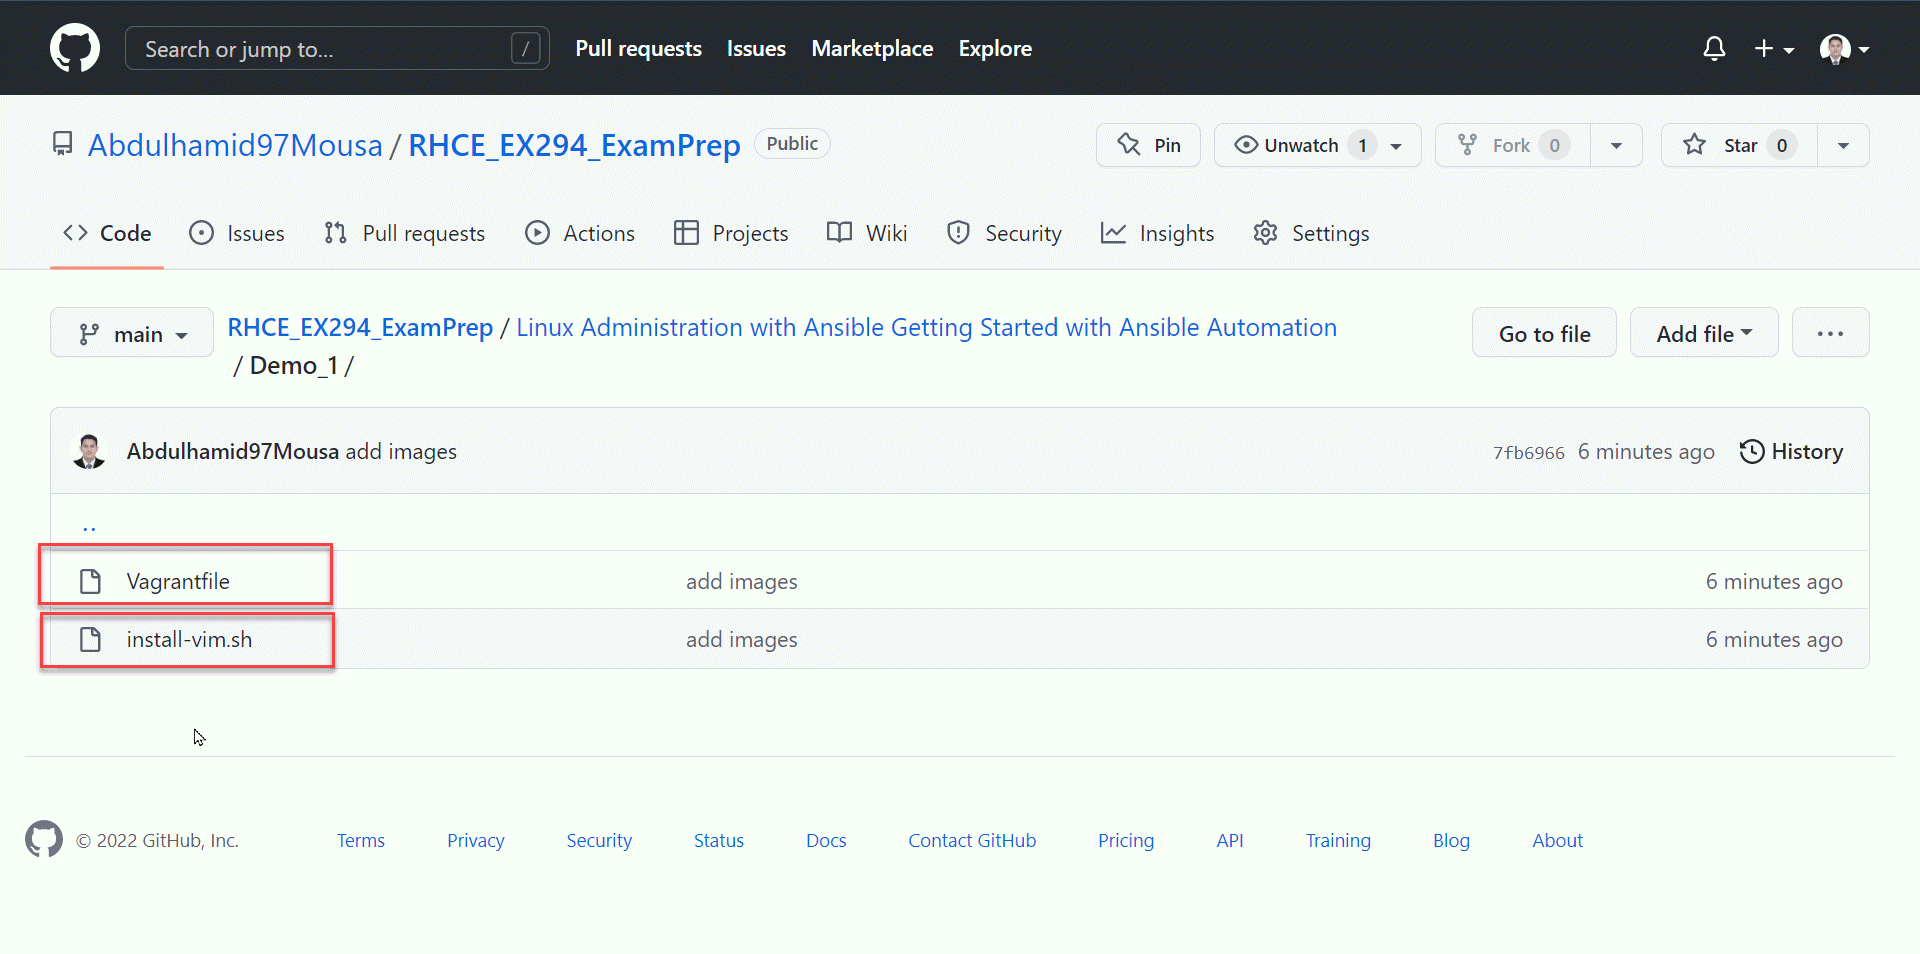 Search or jump to... / Pull requests Issues Marketplace Explore
Abdulhamid97Mousa / RHCE_EX294_ExamPrep Public Pin Unwatch 1 Fork 0 Star 0
Code Issues Pull requests Actions Projects Wiki Security Insights Settings
main RHCE_EX294_ExamPrep / Linux Administration with Ansible Getting Started with Ansible Automation Go to file Add file ...
/ Demo_1 /
Abdulhamid97Mousa add images 7fb6966 6 minutes ago History
..
Vagrantfile add images 6 minutes ago
install-vim.sh add images 6 minutes ago
© 2022 GitHub, Inc. Terms Privacy Security Status Docs Contact GitHub Pricing API Training Blog About